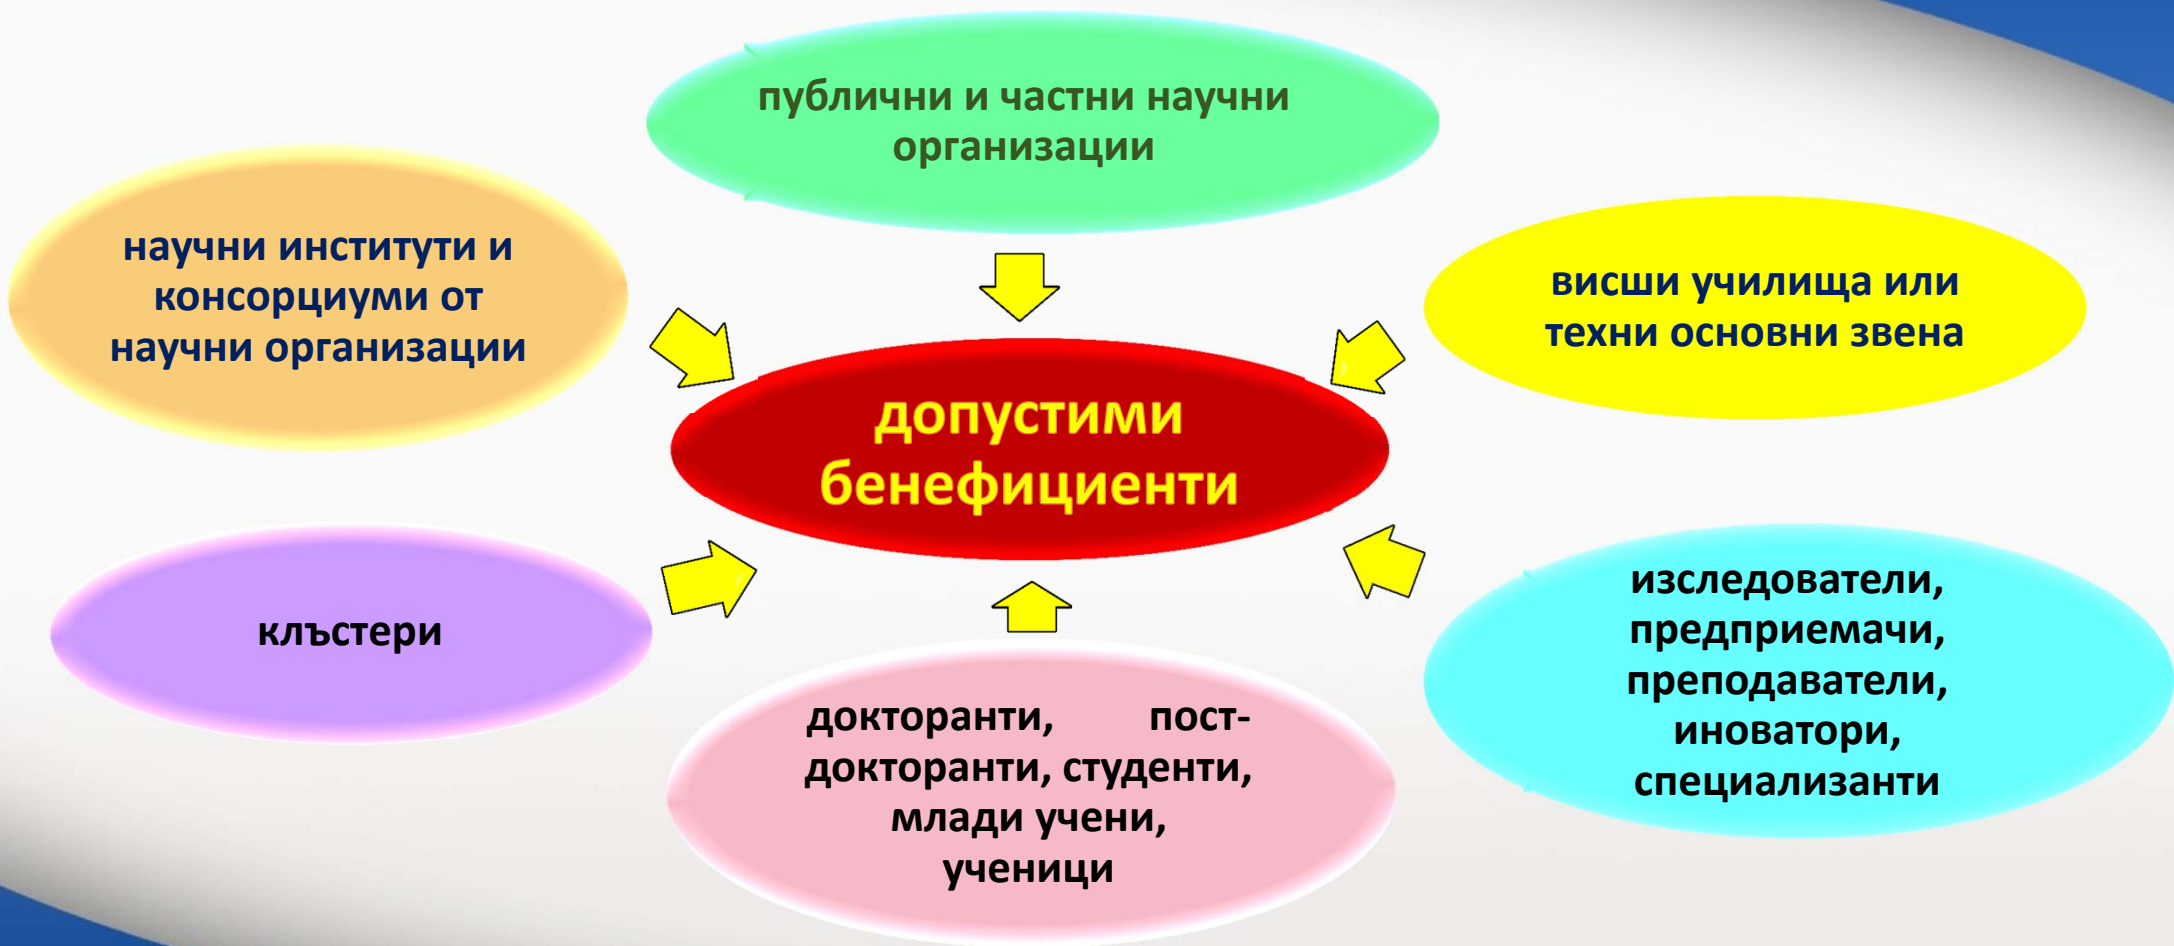 публични и частни научни
организации
научни институти и
консорциуми от
научни организации
висши училища или
техни основни звена
допустими
бенефициенти
клъстери
изследователи,
предприемачи,
преподаватели,
иноватори,
специализанти
докторанти, пост-
докторанти, студенти,
млади учени,
ученици